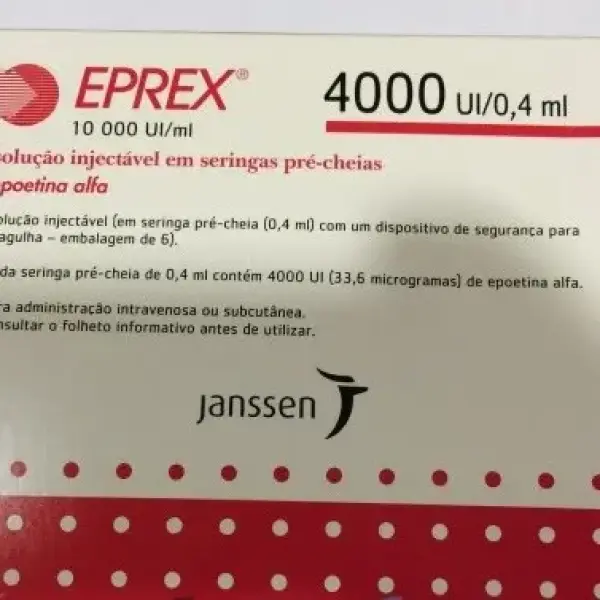 EPREX®
4000 UI/0,4 ml
10 000 UI/ml
olução injectável em seringas pré-cheias
poetina alfa
olução injectável (em seringa pré-cheia (0,4 ml) com um dispositivo de segurança para
agulha – embalagem de 6).
da seringa pré-cheia de 0,4 ml contém 4000 UI (33,6 microgramas) de epoetina alfa.
ra administração intravenosa ou subcutânea.
nsultar o folheto informativo antes de utilizar.
Janssen